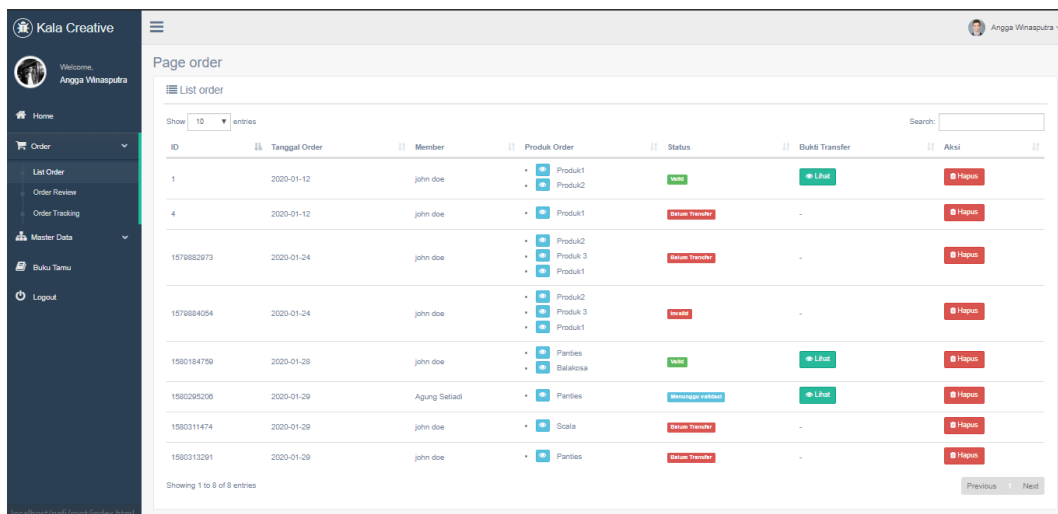 Kala Creative
Angga Winasputra
Welcome,
Angga Winasputra
Home
Order
List Order
Order Review
Order Tracking
Master Data
Buku Tamu
Logout
Page order
List order
Show 10 entries
Search:
ID Tanggal Order Member Produk Order Status Bukti Transfer Aksi
1 2020-01-12 john doe • Produk1 Valid Lihat Hapus
• Produk2
4 2020-01-12 john doe • Produk1 Belum Transfer - Hapus
• Produk2
1579882973 2020-01-24 john doe • Produk 3 Belum Transfer - Hapus
• Produk1
• Produk2
1579884054 2020-01-24 john doe • Produk 3 Invalid - Hapus
• Produk1
1580184759 2020-01-28 john doe • Panties Valid Lihat Hapus
• Balakosa
1580295206 2020-01-29 Agung Setiadi • Panties Menunggu validasi Lihat Hapus
1580311474 2020-01-29 john doe • Scala Belum Transfer - Hapus
1580313291 2020-01-29 john doe • Panties Belum Transfer - Hapus
Showing 1 to 8 of 8 entries
Previous 1 Next